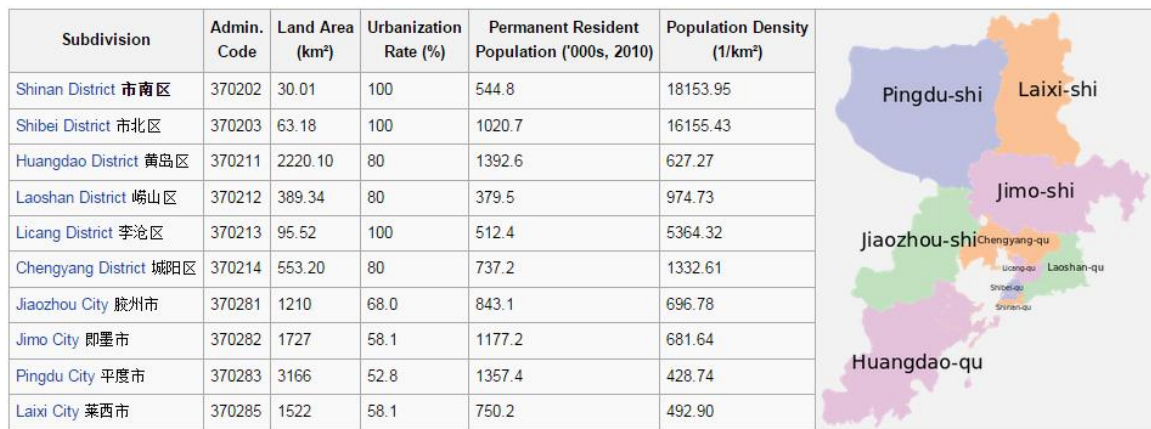 Subdivision Admin. Code Land Area (km²) Urbanization Rate (%) Permanent Resident Population ('000s, 2010) Population Density (1/km²)
Shinan District 市南区 370202 30.01 100 544.8 18153.95
Shibei District 市北区 370203 63.18 100 1020.7 16155.43
Huangdao District 黄岛区 370211 2220.10 80 1392.6 627.27
Laoshan District 崂山区 370212 389.34 80 379.5 974.73
Licang District 李沧区 370213 95.52 100 512.4 5364.32
Chengyang District 城阳区 370214 553.20 80 737.2 1332.61
Jiaozhou City 胶州市 370281 1210 68.0 843.1 696.78
Jimo City 即墨市 370282 1727 58.1 1177.2 681.64
Pingdu City 平度市 370283 3166 52.8 1357.4 428.74
Laixi City 莱西市 370285 1522 58.1 750.2 492.90
Pingdu-shi
Laixi-shi
Jimo-shi
Jiaozhou-shi
Chengyang-qu
Licang-qu
Laoshan-qu
Shibei-qu
Shinan-qu
Huangdao-qu